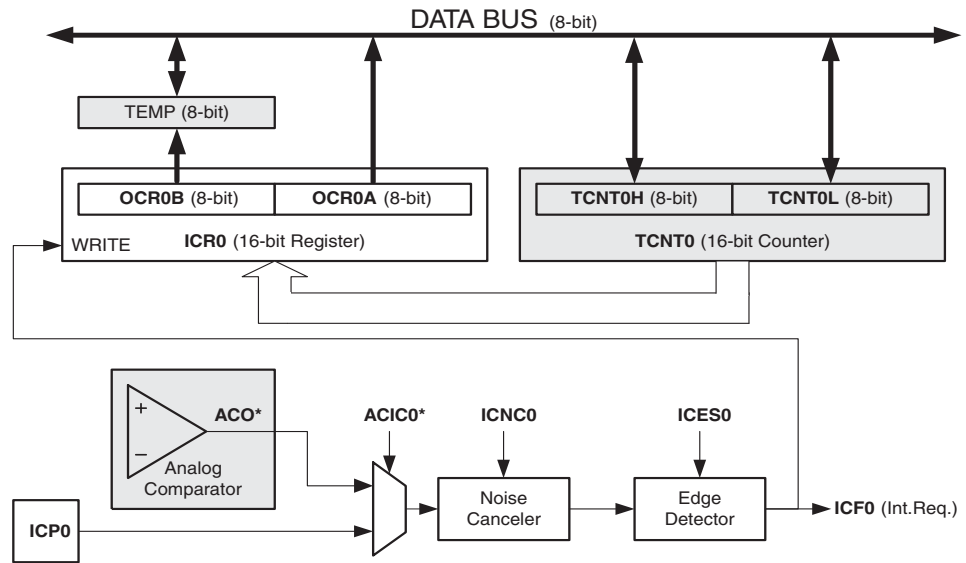 DATA BUS (8-bit)
TEMP (8-bit)
OCR0B (8-bit)
OCR0A (8-bit)
TCNT0H (8-bit)
TCNT0L (8-bit)
WRITE
ICR0 (16-bit Register)
TCNT0 (16-bit Counter)
+
−
ACO*
Analog
Comparator
ACIC0*
ICNC0
ICES0
ICP0
Noise
Canceler
Edge
Detector
ICF0 (Int.Req.)